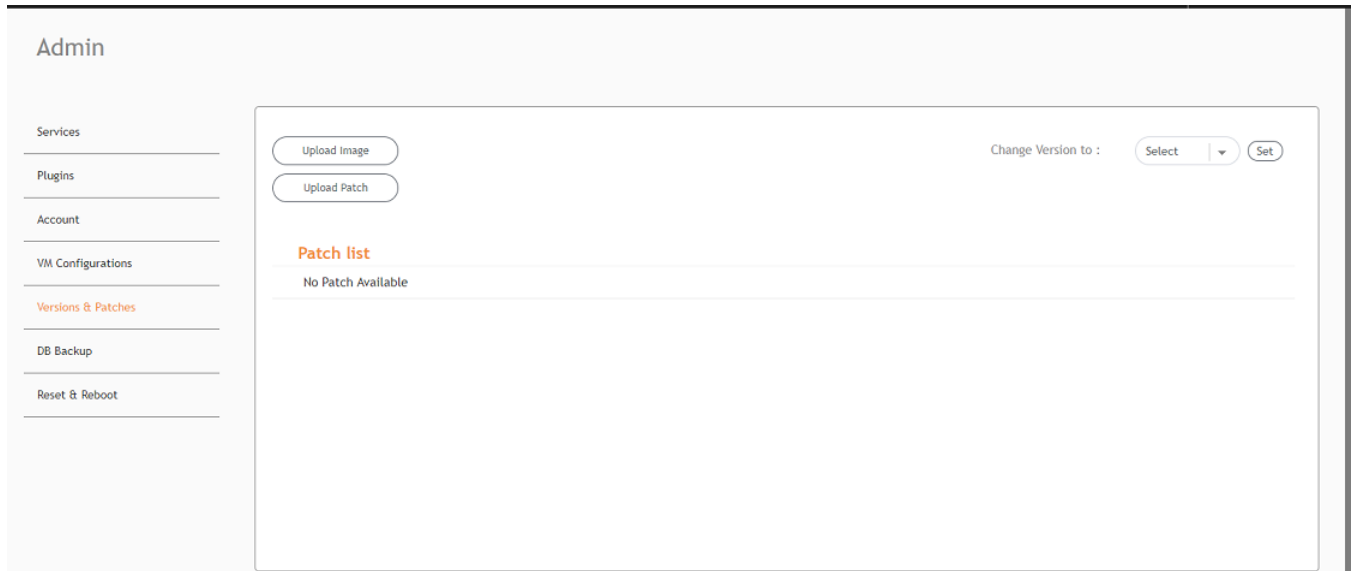 Admin
Services
Plugins
Account
VM Configurations
Versions & Patches
DB Backup
Reset & Reboot
Upload Image
Upload Patch
Change Version to :
Select
Set
Patch list
No Patch Available